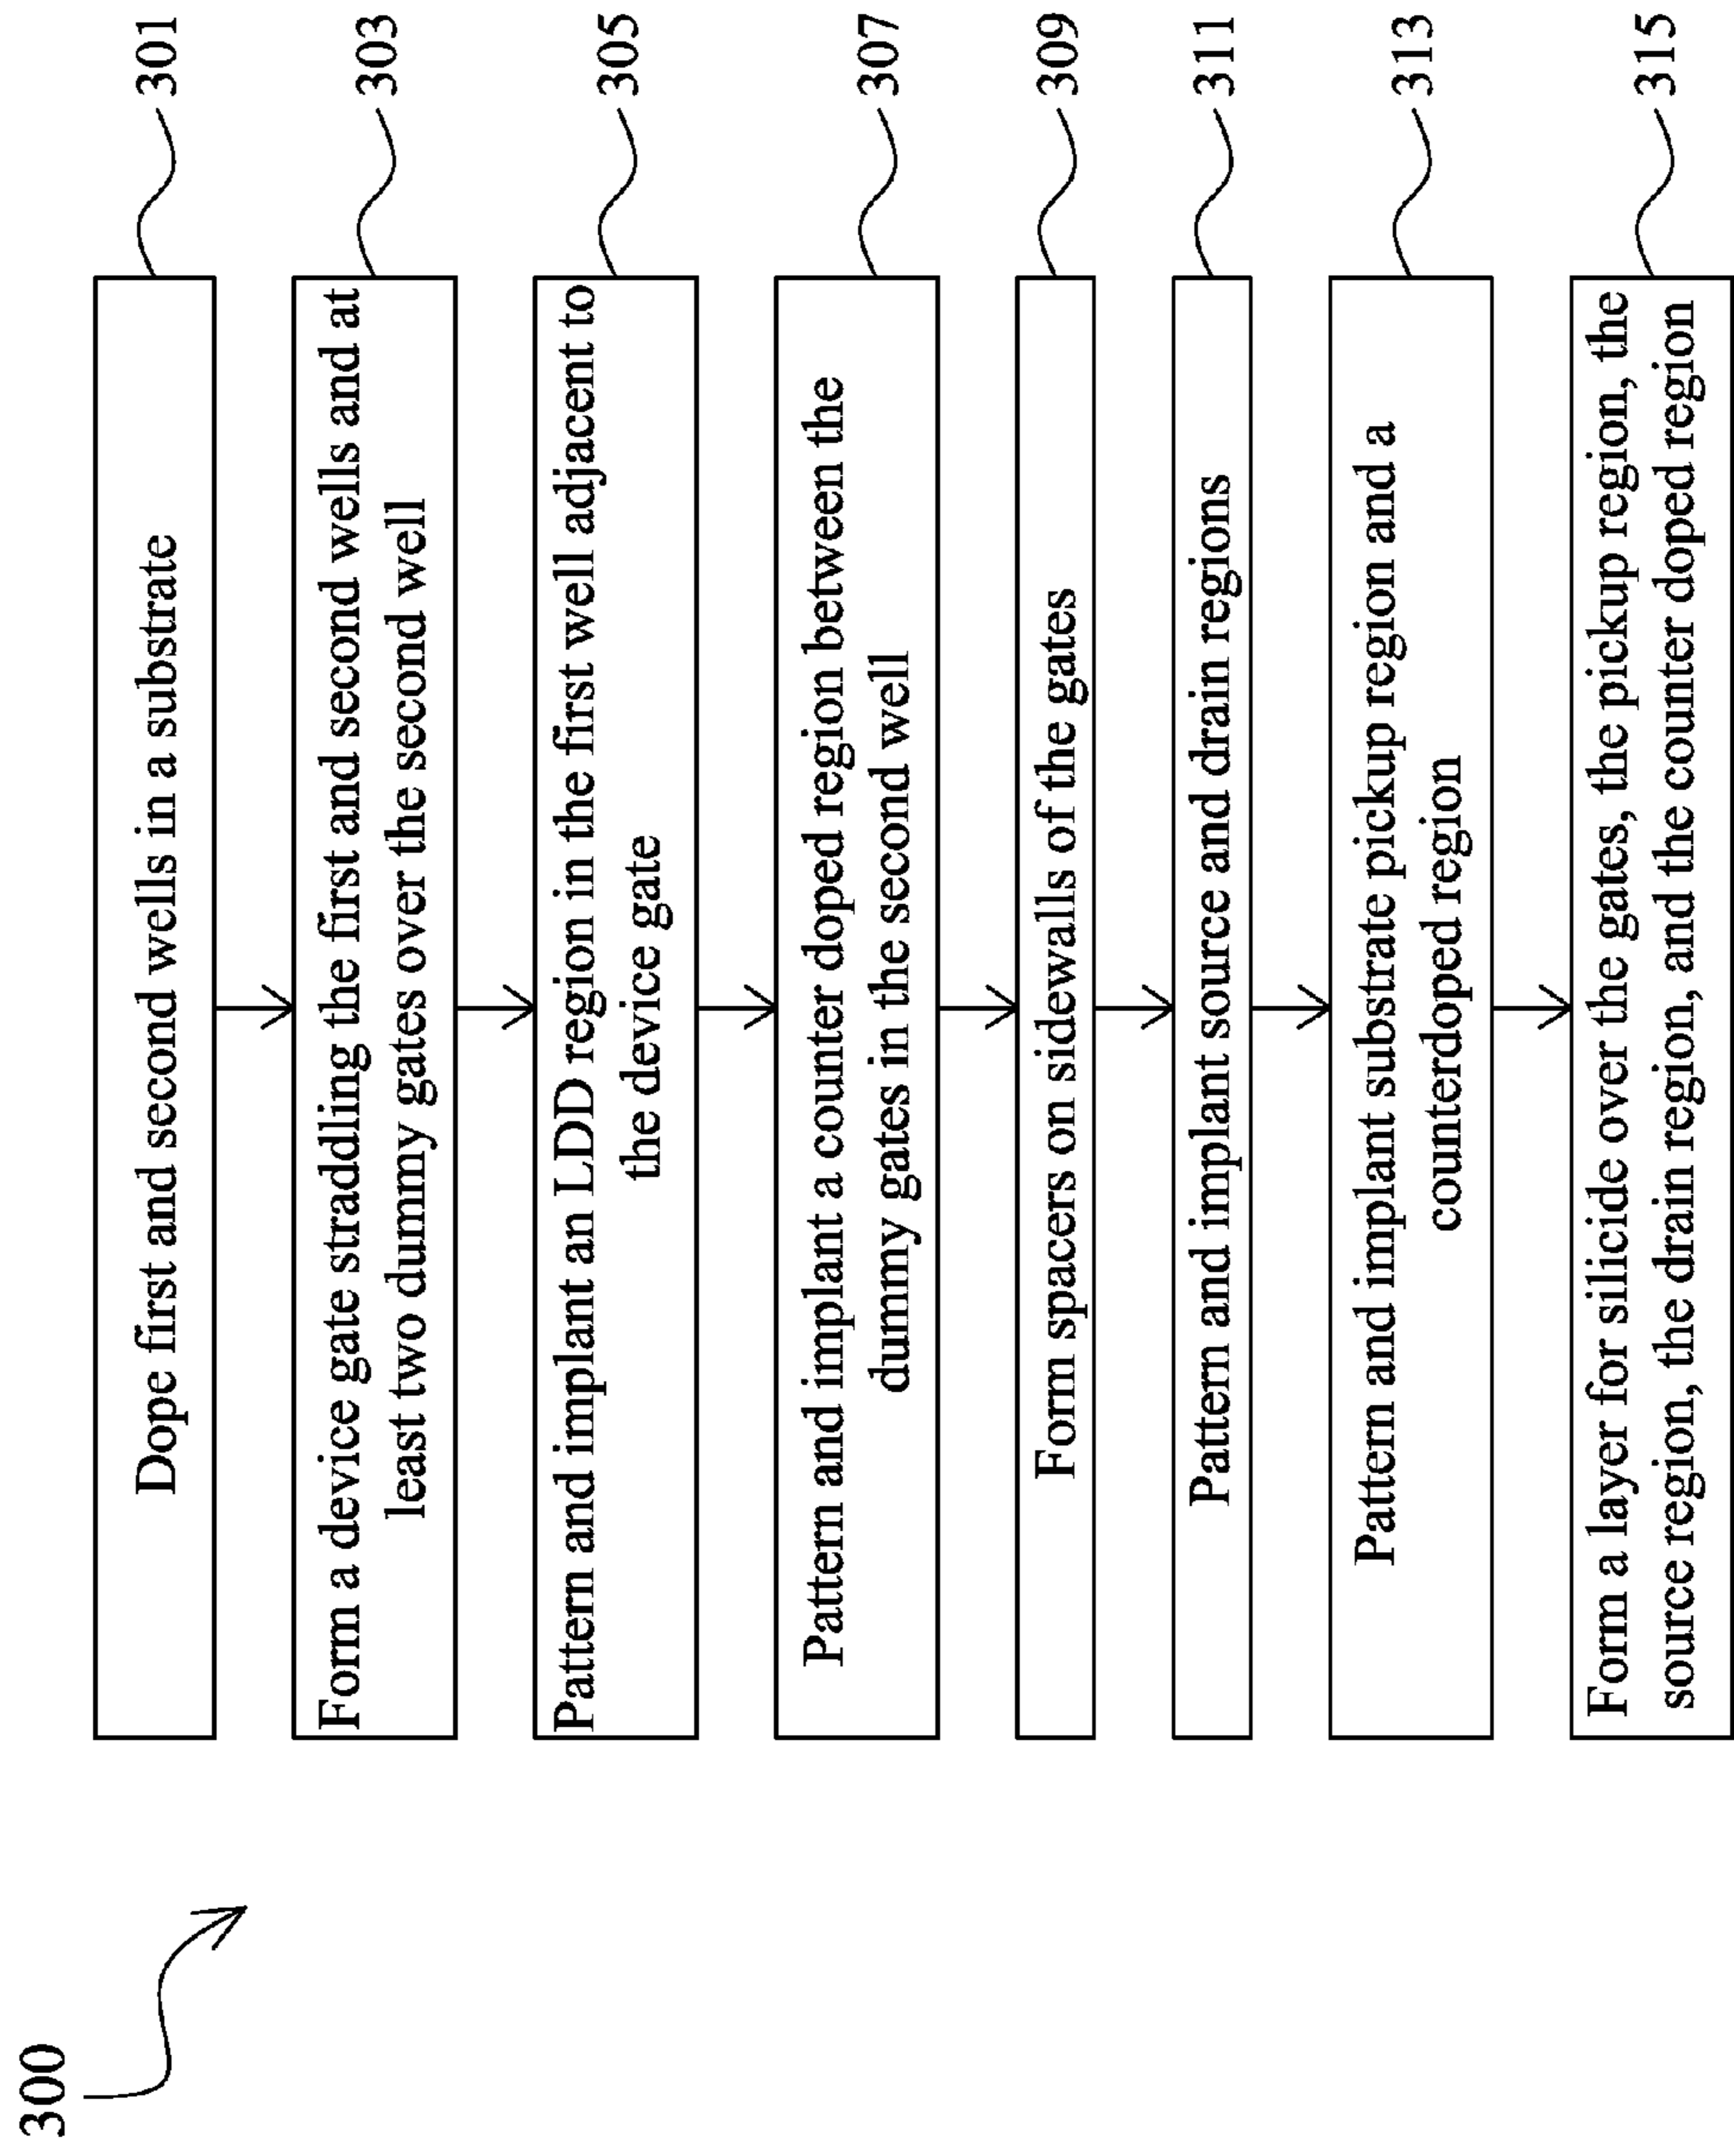 300
Dope first and second wells in a substrate
301
Form a device gate straddling the first and second wells and at
least two dummy gates over the second well
303
Pattern and implant an LDD region in the first well adjacent to
the device gate
305
Pattern and implant a counter doped region between the
dummy gates in the second well
307
Form spacers on sidewalls of the gates
309
Pattern and implant source and drain regions
311
Pattern and implant substrate pickup region and a
counterdoped region
313
Form a layer for silicide over the gates, the pickup region, the
source region, the drain region, and the counter doped region
315